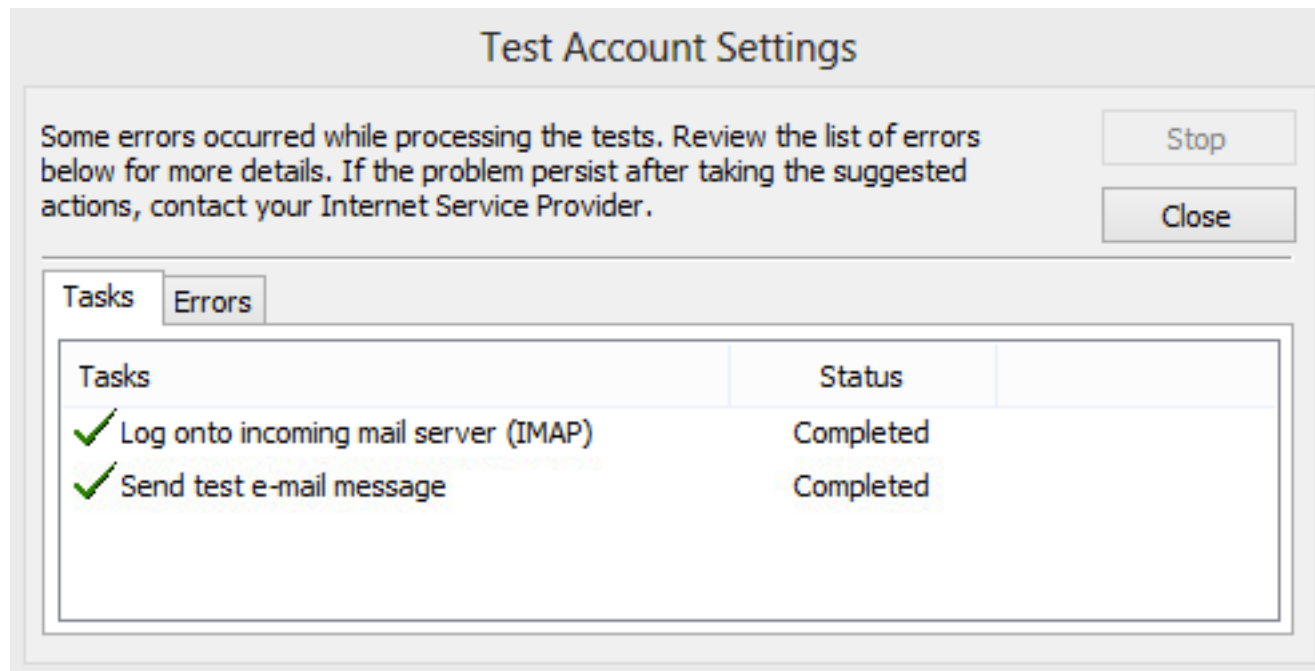 Test Account Settings
Some errors occurred while processing the tests. Review the list of errors
below for more details. If the problem persist after taking the suggested
actions, contact your Internet Service Provider.
Stop
Close
Tasks Errors
Tasks Status
Log onto incoming mail server (IMAP) Completed
Send test e-mail message Completed